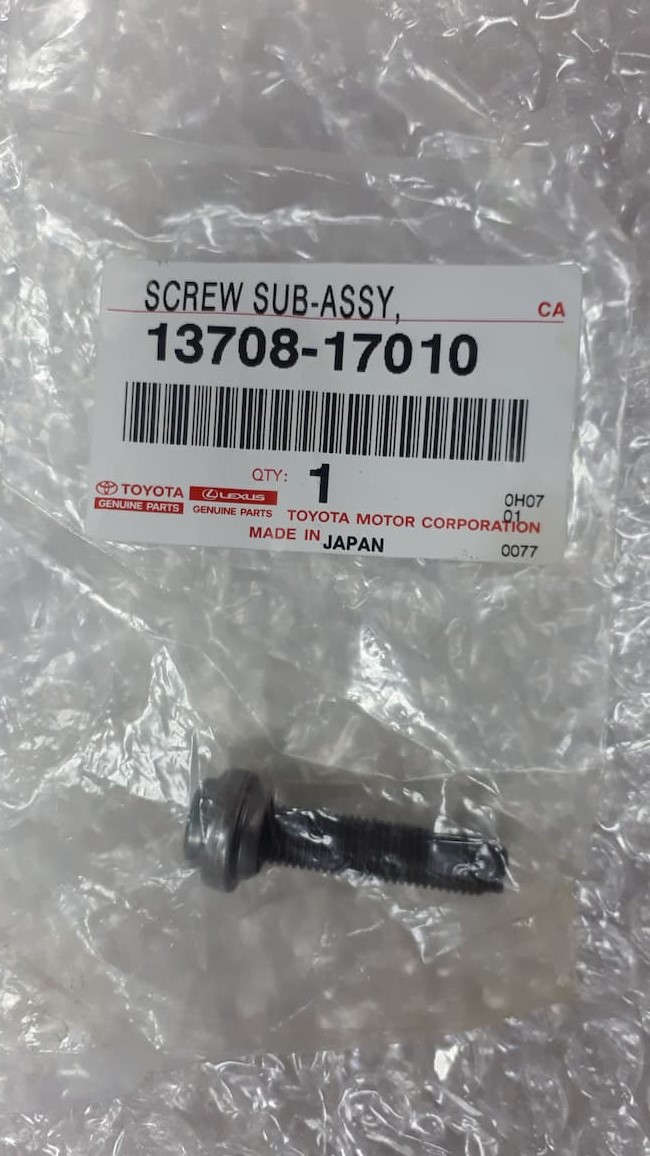 SCREW SUB-ASSY,
CA
13708-17010
QTY: 1
TOYOTA
GENUINE PARTS
LEXUS
GENUINE PARTS
TOYOTA MOTOR CORPORATION
MADE IN JAPAN
0H07
01
0077